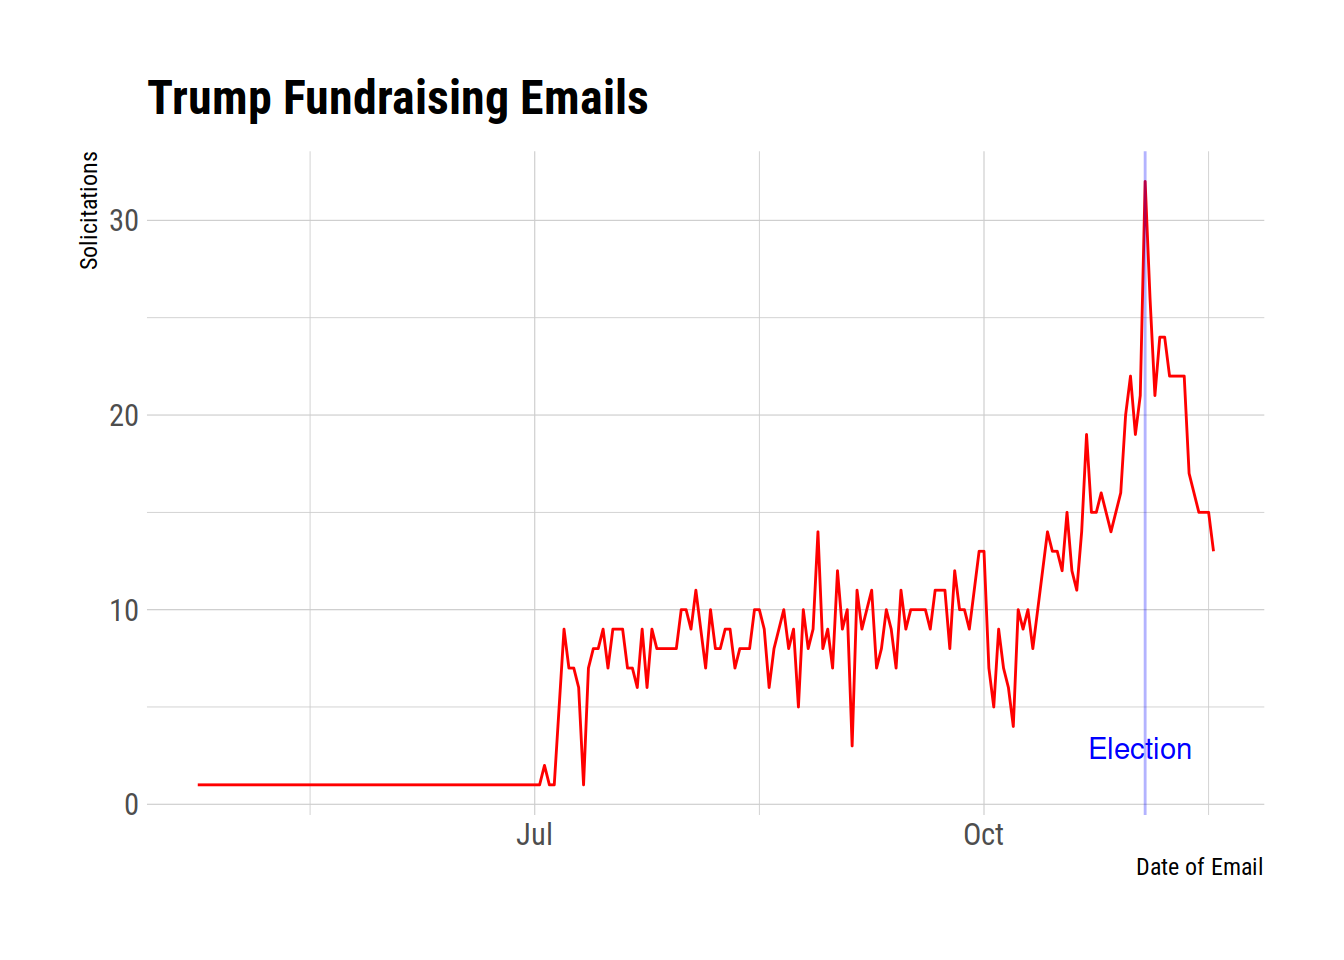 Trump Fundraising Emails
Solicitations
30
20
10
0
Election
Jul
Oct
Date of Email